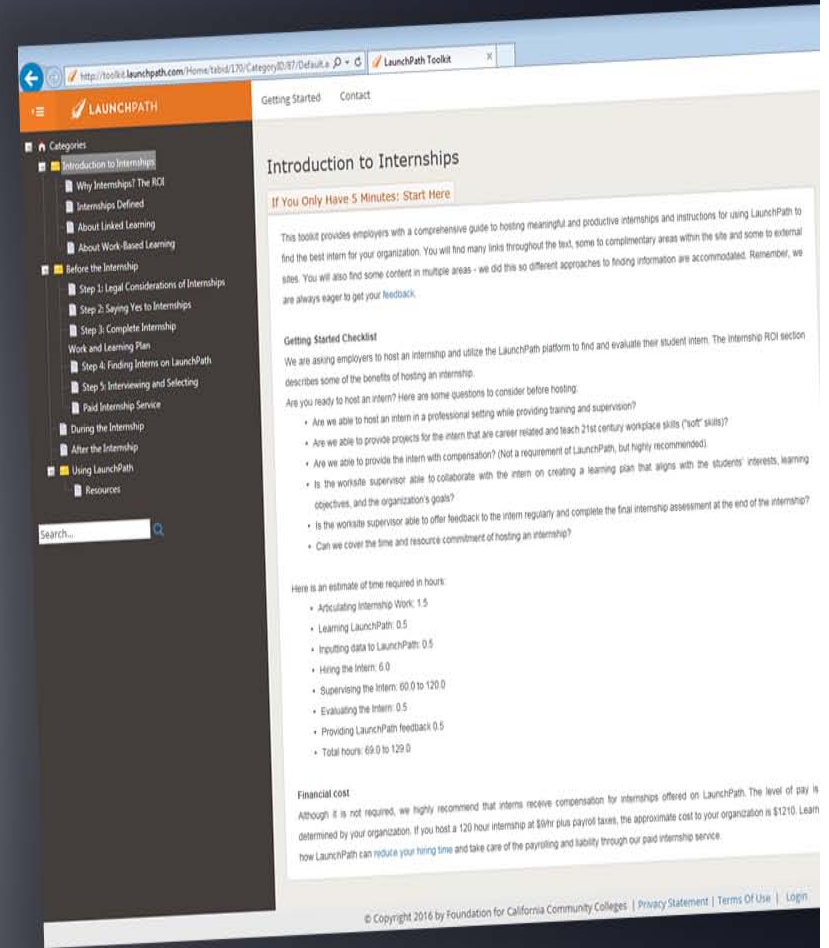 http://toolkit.launchpath.com/Home/tabid/170/CategoryID/87/Default.a
LaunchPath Toolkit
X
LAUNCHPATH
Getting Started
Contact
Categories
Introduction to Internships
Why Internships? The ROI
Internships Defined
About Linked Learning
About Work-Based Learning
Before the Internship
Step 1: Legal Considerations of Internships
Step 2: Saying Yes to Internships
Step 3: Complete Internship
Work and Learning Plan
Step 4: Finding Interns on LaunchPath
Step 5: Interviewing and Selecting
Paid Internship Service
During the Internship
After the Internship
Using LaunchPath
Resources
Search...
Introduction to Internships
If You Only Have 5 Minutes: Start Here
This toolkit provides employers with a comprehensive guide to hosting meaningful and productive internships and instructions for using LaunchPath to
find the best intern for your organization. You will find many links throughout the text, some to complimentary areas within the site and some to external
sites. You will also find some content in multiple areas - we did this so different approaches to finding information are accommodated. Remember, we
are always eager to get your feedback.
Getting Started Checklist
We are asking employers to host an internship and utilize the LaunchPath platform to find and evaluate their student intern. The Internship ROI section
describes some of the benefits of hosting an internship.
Are you ready to host an intern? Here are some questions to consider before hosting:
• Are we able to host an intern in a professional setting while providing training and supervision?
• Are we able to provide projects for the intern that are career related and teach 21st century workplace skills ("soft" skills)?
• Are we able to provide the intern with compensation? (Not a requirement of LaunchPath, but highly recommended).
• Is the worksite supervisor able to collaborate with the intern on creating a learning plan that aligns with the students' interests, learning
objectives, and the organization's goals?
• Is the worksite supervisor able to offer feedback to the intern regularly and complete the final internship assessment at the end of the internship?
• Can we cover the time and resource commitment of hosting an internship?
Here is an estimate of time required in hours:
• Articulating Internship Work: 1.5
• Learning LaunchPath: 0.5
• Inputting data to LaunchPath: 0.5
• Hiring the Intern: 6.0
• Supervising the Intern: 60.0 to 120.0
• Evaluating the Intern: 0.5
• Providing LaunchPath feedback 0.5
• Total hours: 69.0 to 129.0
Financial cost
Although it is not required, we highly recommend that interns receive compensation for internships offered on LaunchPath. The level of pay is
determined by your organization. If you host a 120 hour internship at $9/hr plus payroll taxes, the approximate cost to your organization is $1210. Learn
how LaunchPath can reduce your hiring time and take care of the payrolling and liability through our paid internship service.
© Copyright 2016 by Foundation for California Community Colleges | Privacy Statement | Terms Of Use | Login